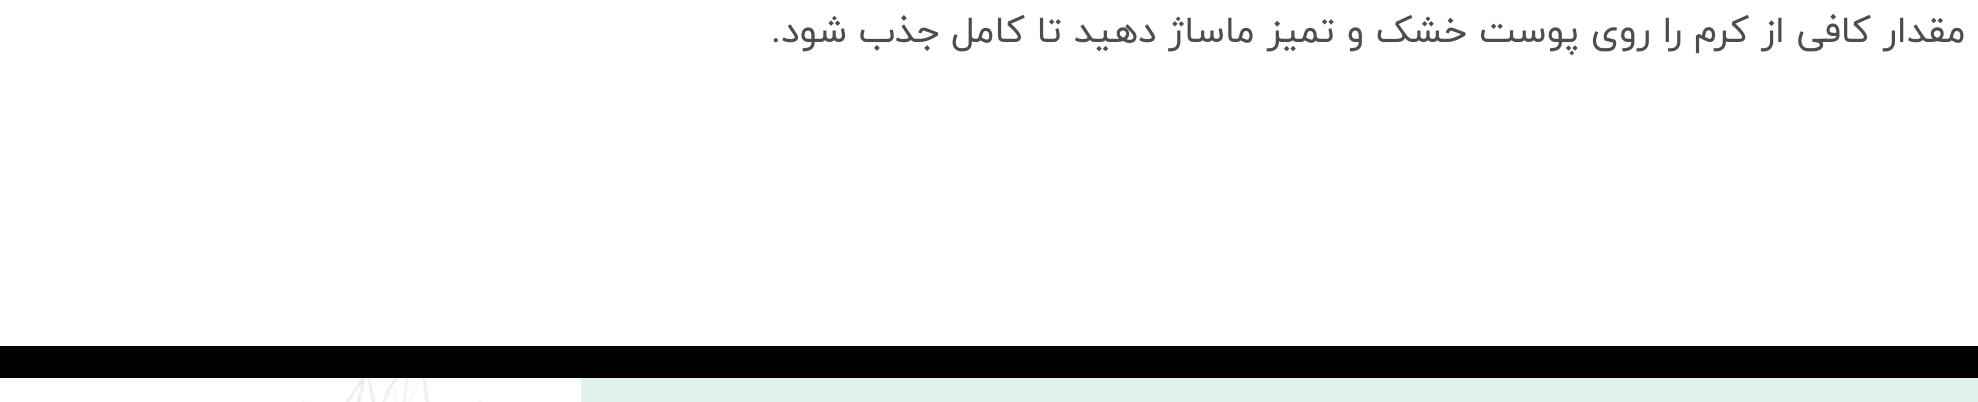 مقدار کافی از کرم را روی پوست خشک و تمیز ماساژ دهید تا کامل جذب شود.